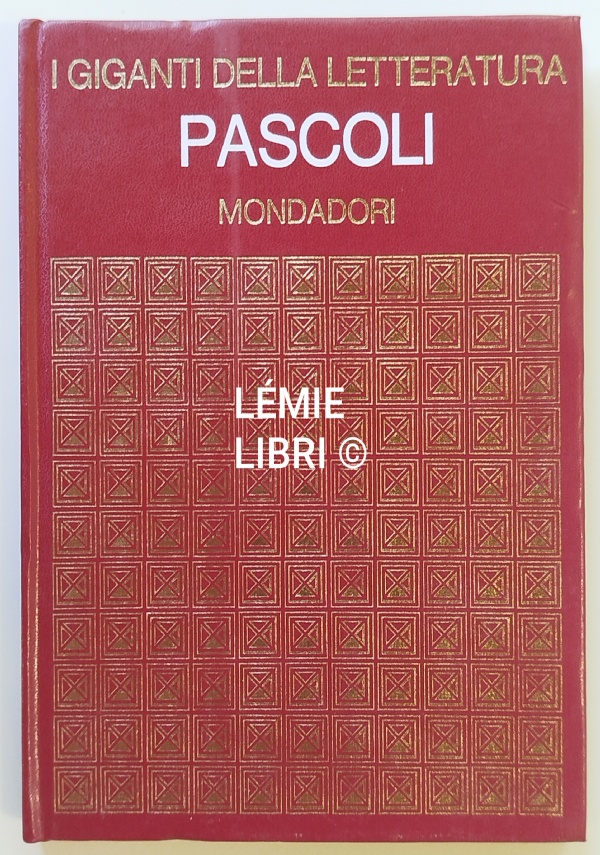 I GIGANTI DELLA LETTERATURA
PASCOLI
MONDADORI
LÉMIE
LIBRI ©